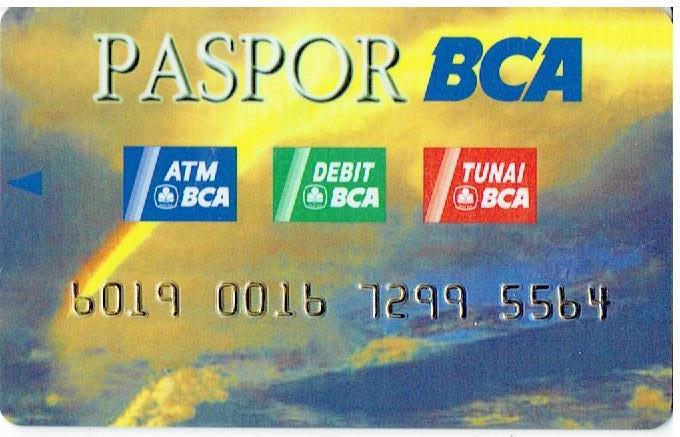 PASPOR BCA
ATM BCA
DEBIT BCA
TUNAI BCA
6019 0016 7299 5564